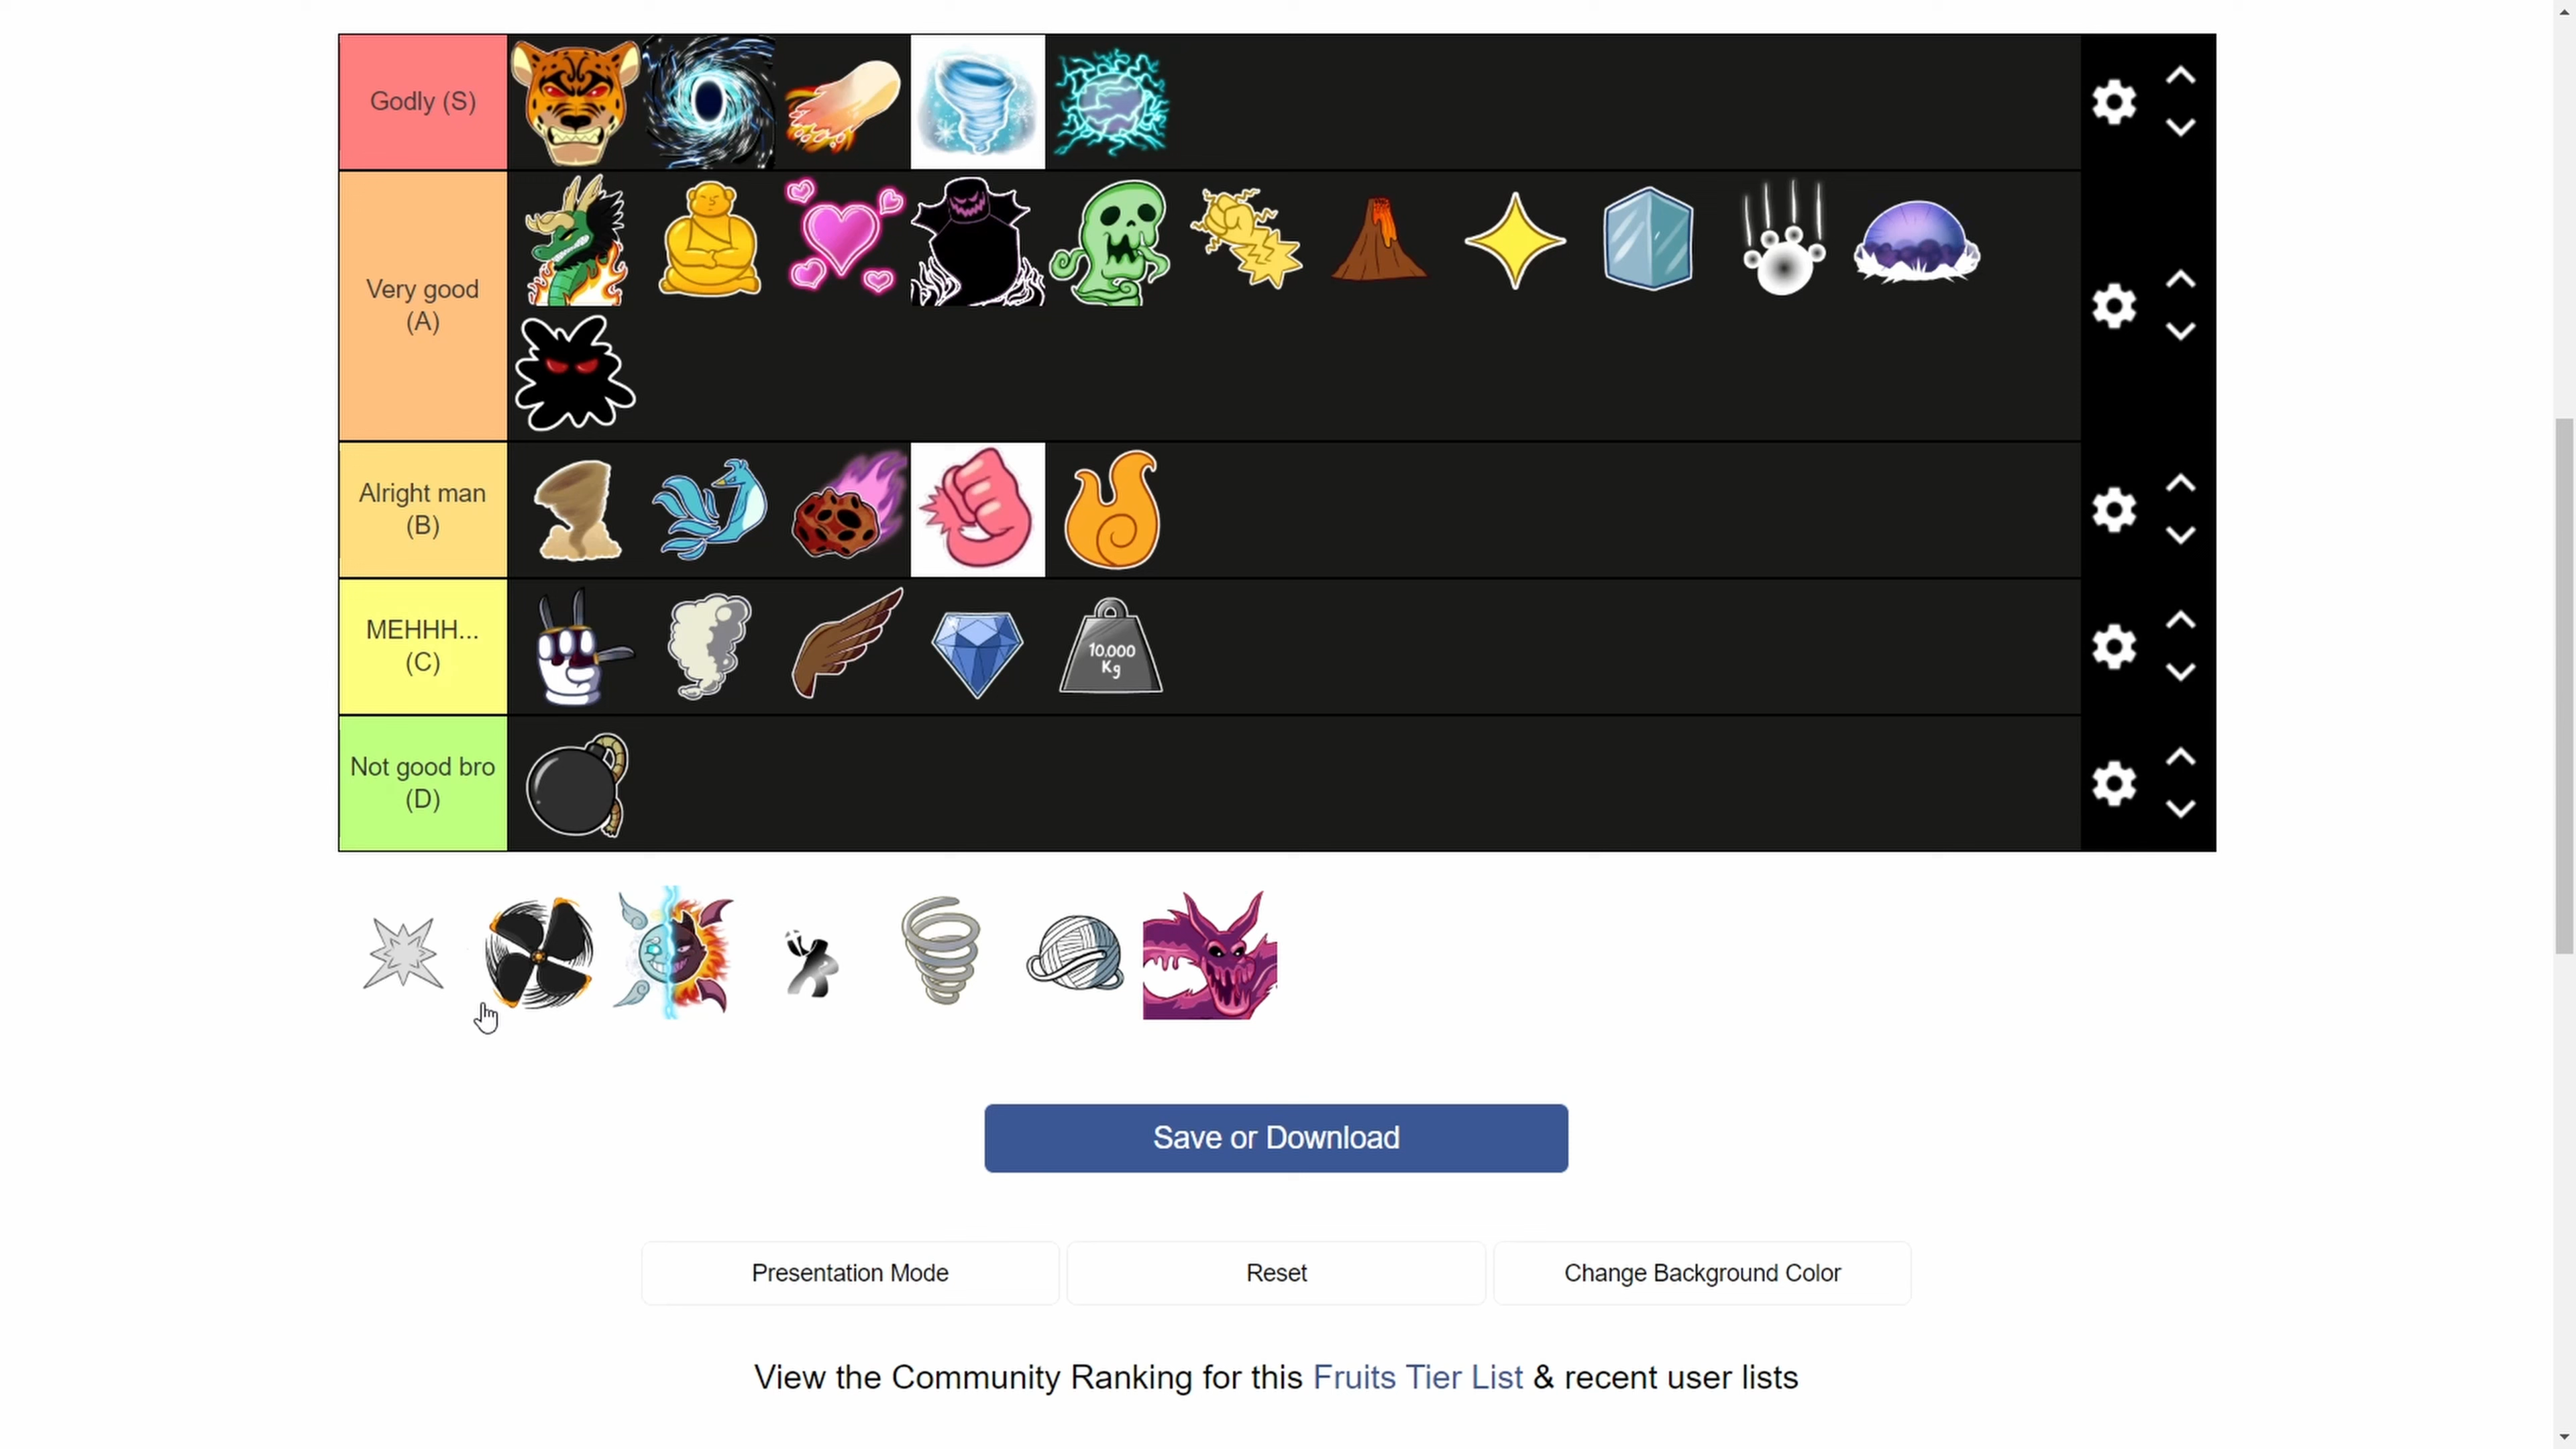 Godly (S)
Very good
(A)
Alright man
(B)
MEHHH...
(C)
10.000
Kg
Not good bro
(D)
Save or Download
Presentation Mode
Reset
Change Background Color
View the Community Ranking for this Fruits Tier List & recent user lists